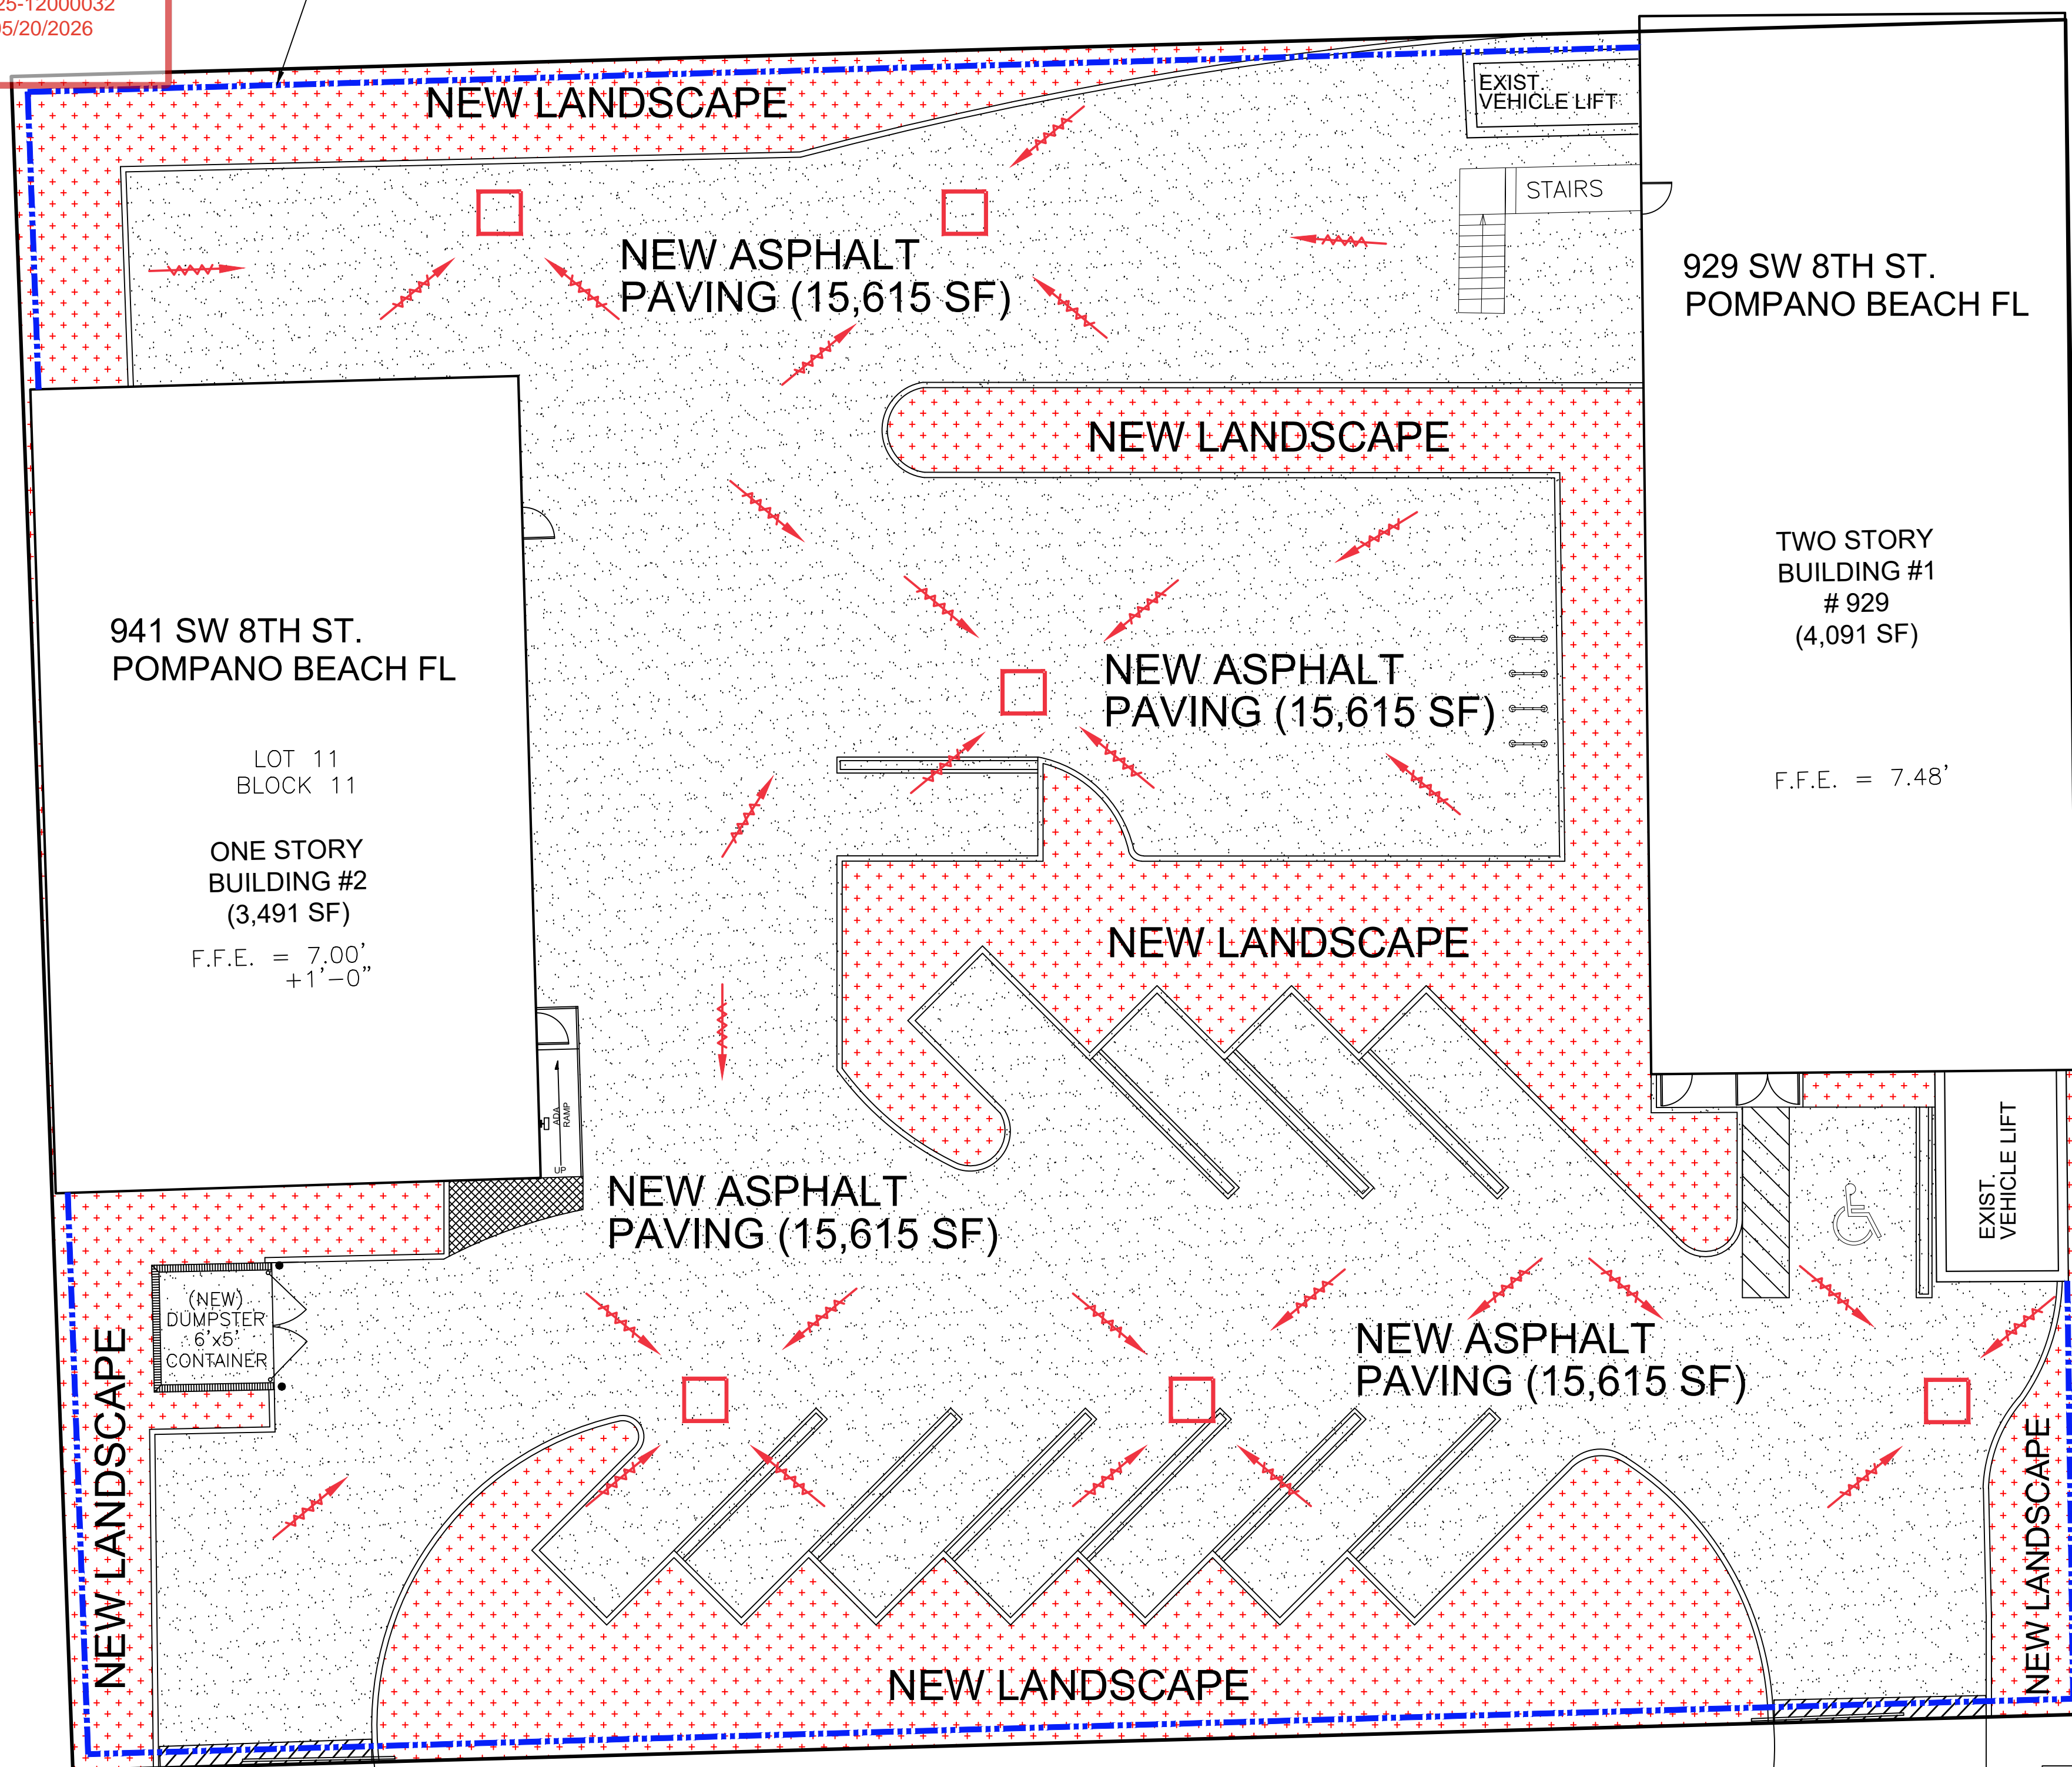 25-12000032
05/20/2026
NEW LANDSCAPE
EXIST.
VEHICLE LIFT
STAIRS
NEW ASPHALT
PAVING (15,615 SF)
929 SW 8TH ST.
POMPANO BEACH FL
NEW LANDSCAPE
TWO STORY
BUILDING #1
# 929
(4,091 SF)
F.F.E. = 7.48'
941 SW 8TH ST.
POMPANO BEACH FL
LOT 11
BLOCK 11
ONE STORY
BUILDING #2
(3,491 SF)
F.F.E. = 7.00'
+1'-0"
NEW ASPHALT
PAVING (15,615 SF)
NEW LANDSCAPE
ADA
RAMP
UP
NEW ASPHALT
PAVING (15,615 SF)
EXIST.
VEHICLE LIFT
(NEW)
DUMPSTER
6'x5'
CONTAINER
NEW ASPHALT
PAVING (15,615 SF)
NEW LANDSCAPE
NEW LANDSCAPE
NEW LANDSCAPE